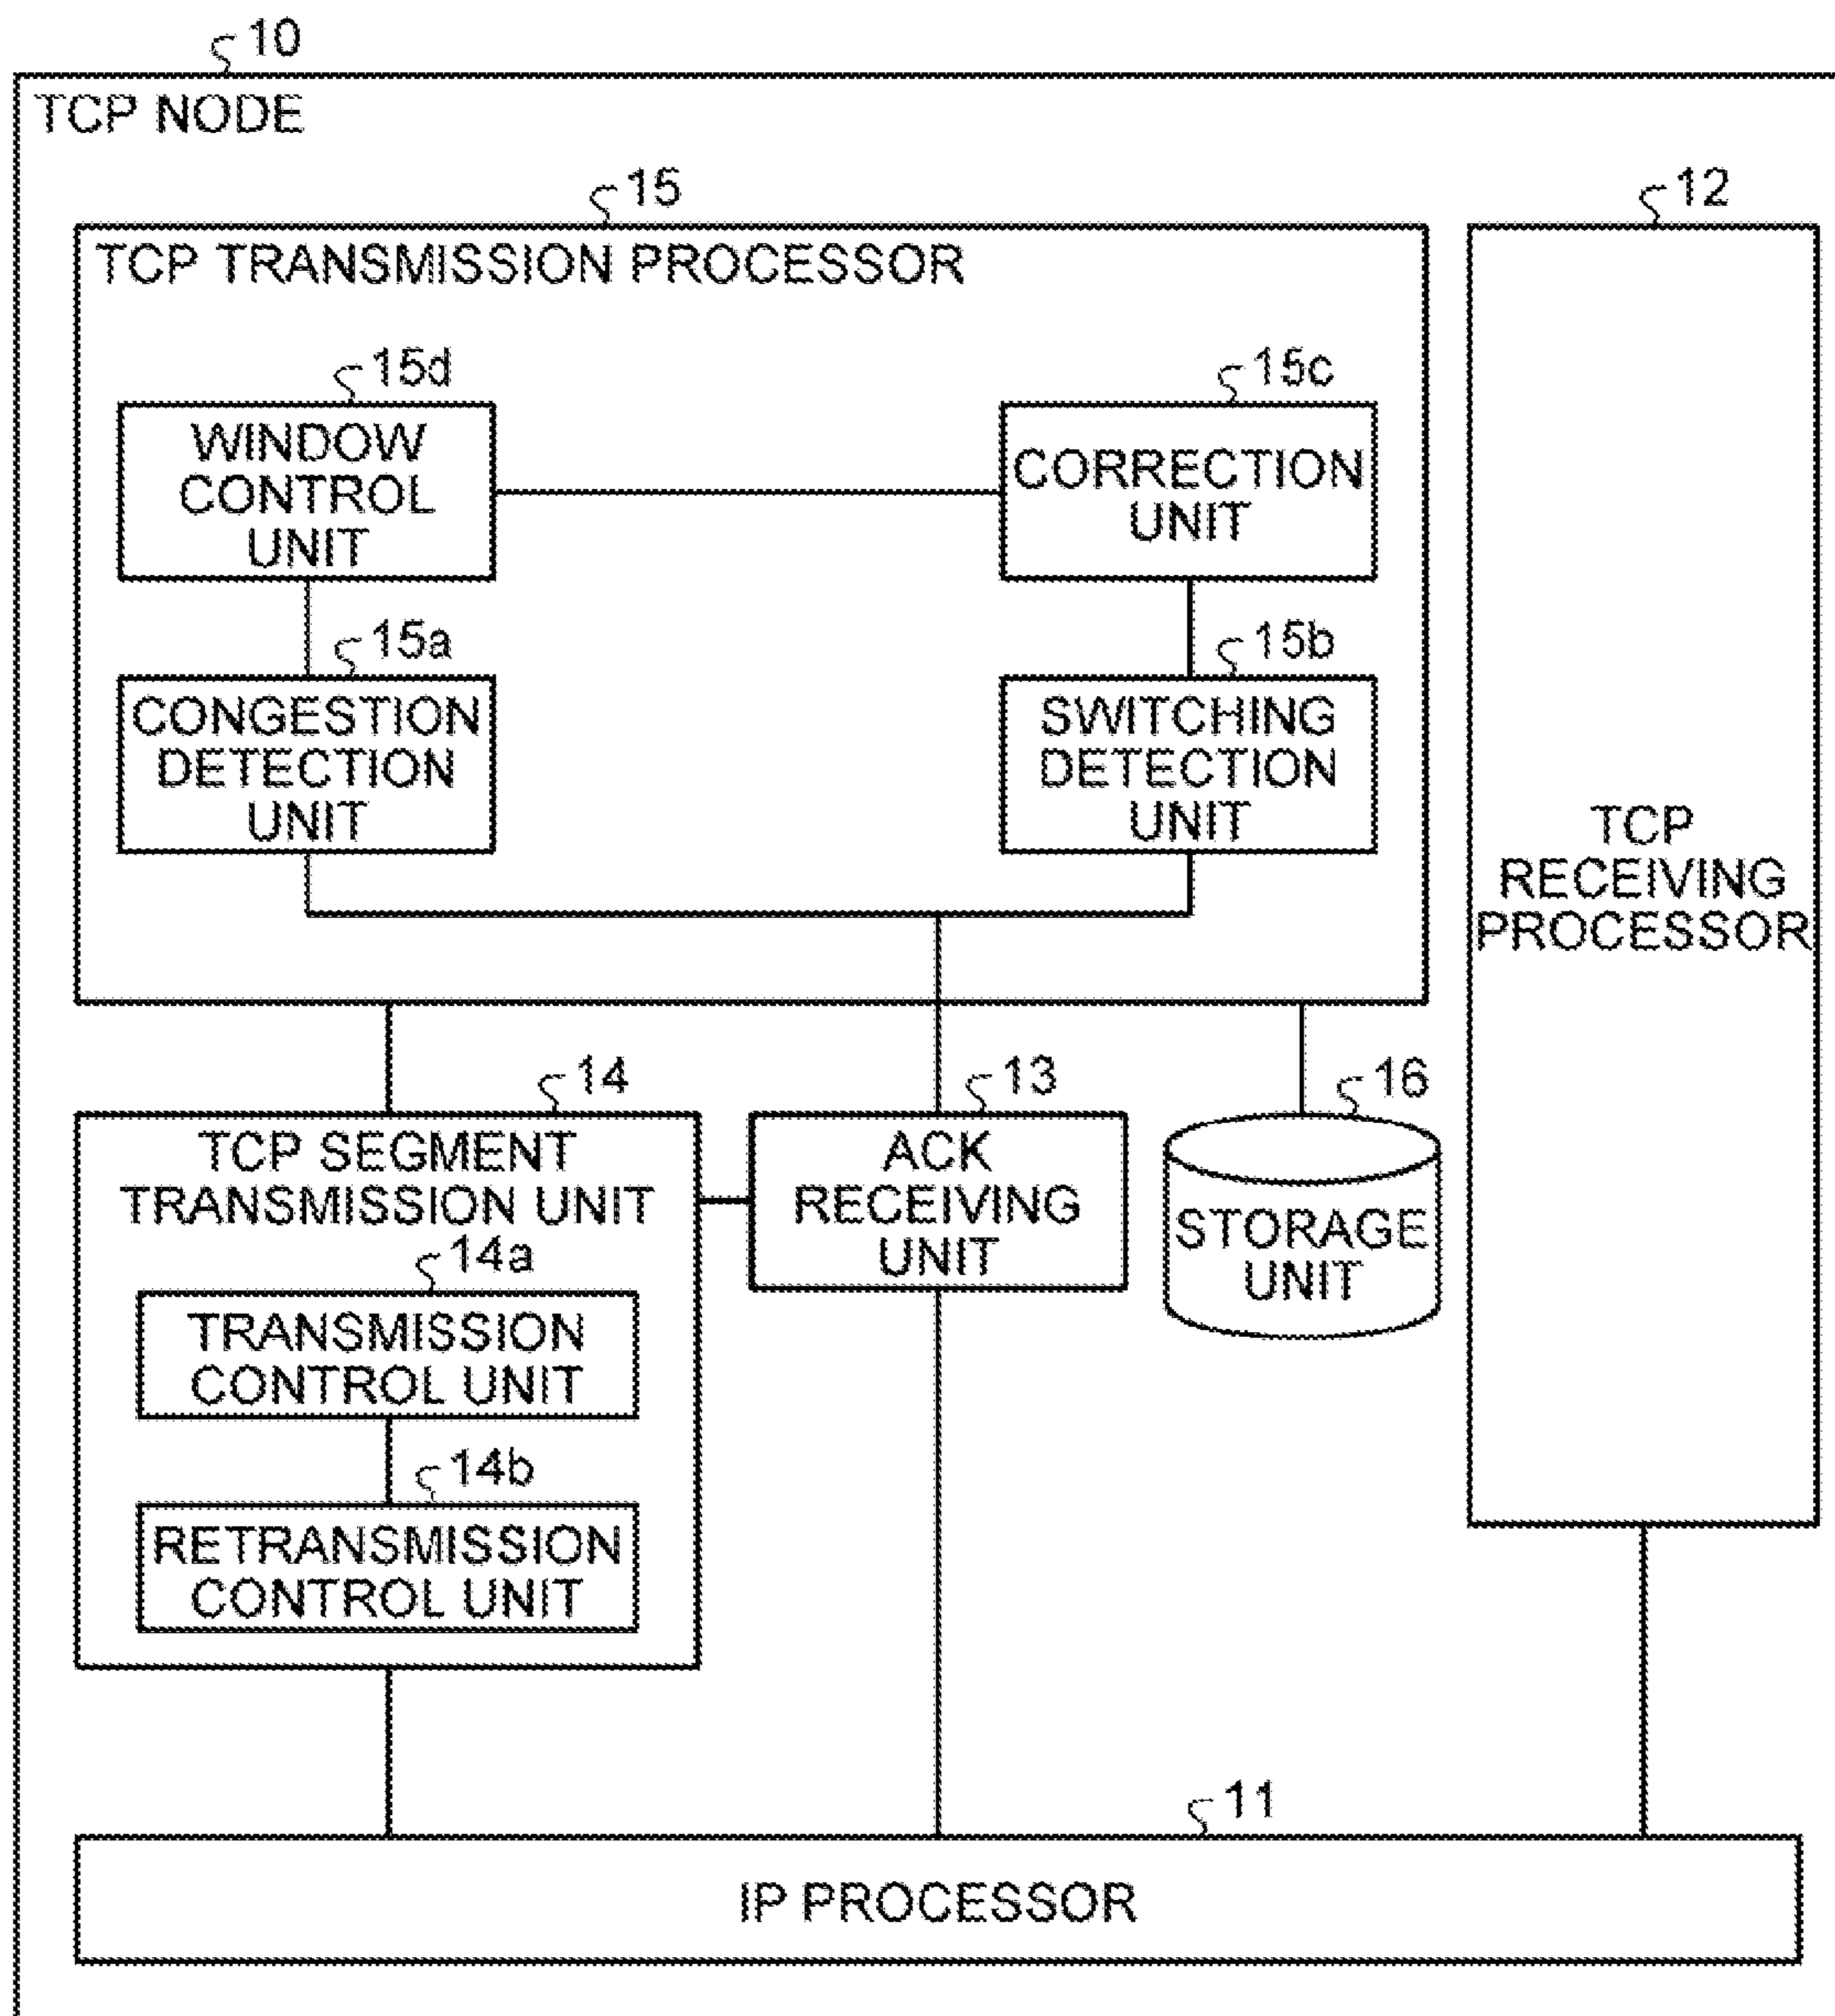 10
TCP NODE
15
TCP TRANSMISSION PROCESSOR
15d
WINDOW
CONTROL
UNIT
15c
CORRECTION
UNIT
15a
CONGESTION
DETECTION
UNIT
15b
SWITCHING
DETECTION
UNIT
12
TCP
RECEIVING
PROCESSOR
14
TCP SEGMENT
TRANSMISSION UNIT
14a
TRANSMISSION
CONTROL UNIT
14b
RETRANSMISSION
CONTROL UNIT
13
ACK
RECEIVING
UNIT
16
STORAGE
UNIT
11
IP PROCESSOR